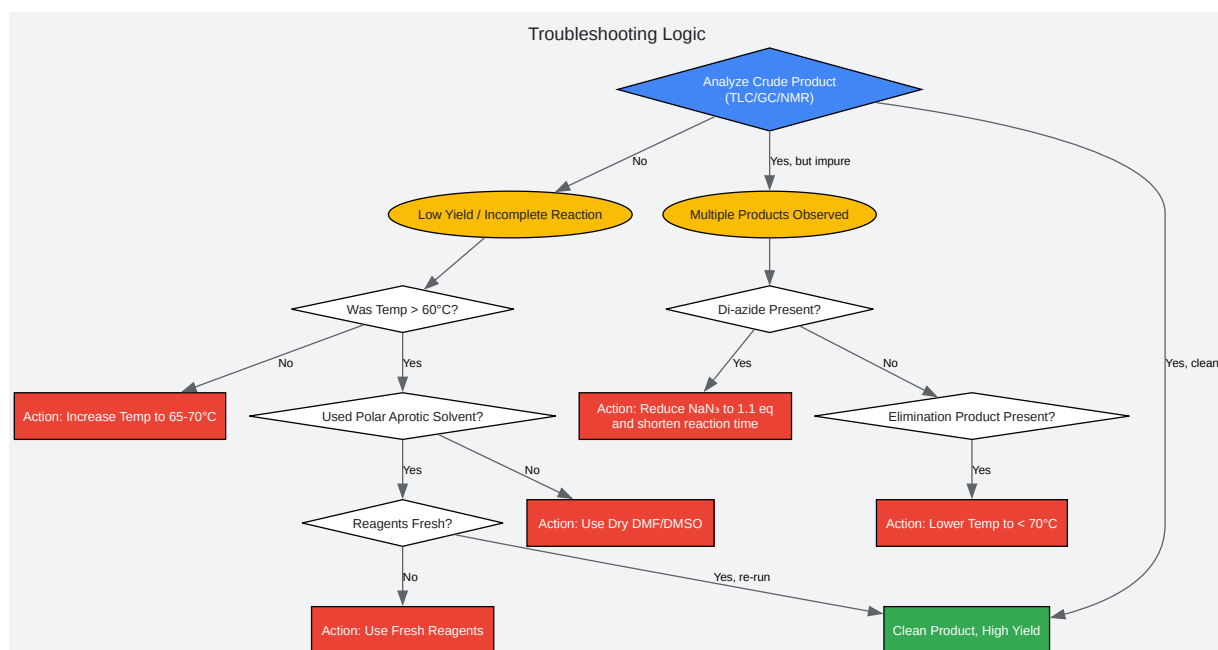 Troubleshooting Logic
Analyze Crude Product
(TLC/GC/NMR)
No
Yes, but impure
Low Yield / Incomplete Reaction
Multiple Products Observed
Was Temp > 60°C?
Di-azide Present?
No
Yes
Yes
No
Yes, clean
Action: Increase Temp to 65-70°C
Used Polar Aprotic Solvent?
Action: Reduce NaN₃ to 1.1 eq
and shorten reaction time
Elimination Product Present?
Yes
No
Yes
Reagents Fresh?
Action: Use Dry DMF/DMSO
Action: Lower Temp to < 70°C
No
Yes, re-run
Action: Use Fresh Reagents
Clean Product, High Yield